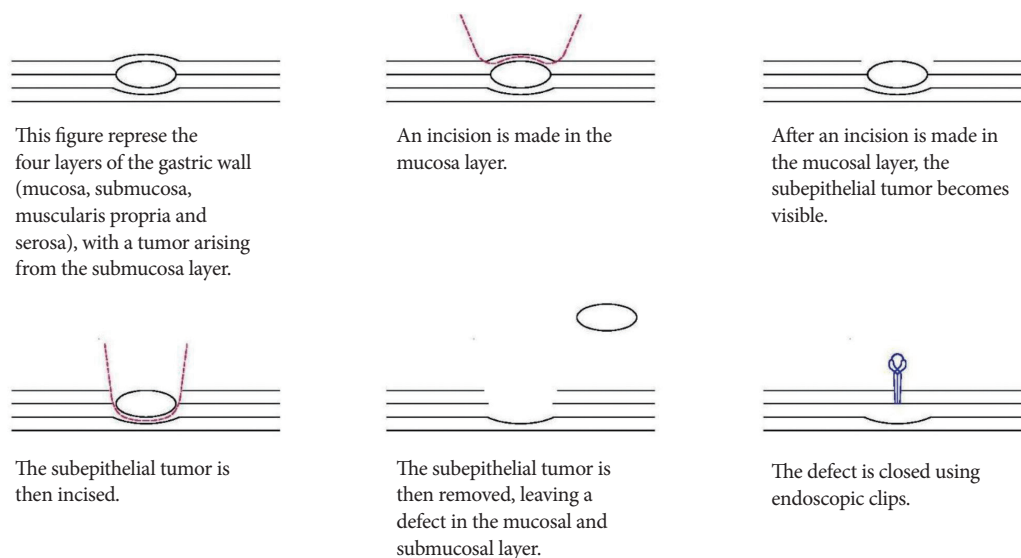 This figure represe the
four layers of the gastric wall
(mucosa, submucosa,
muscularis propria and
serosa), with a tumor arising
from the submucosa layer.
An incision is made in the
mucosa layer.
After an incision is made in
the mucosal layer, the
subepithelial tumor becomes
visible.
The subepithelial tumor is
then incised.
The subepithelial tumor is
then removed, leaving a
defect in the mucosal and
submucosal layer.
The defect is closed using
endoscopic clips.